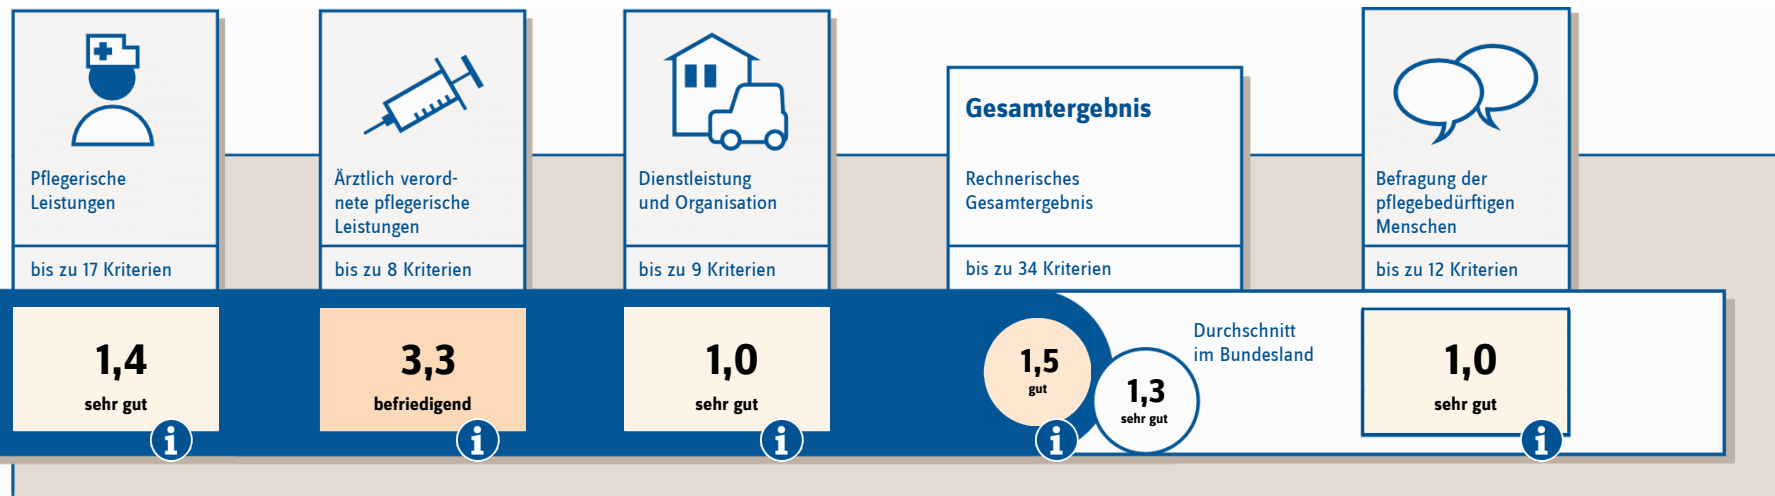 Pflegerische
Leistungen
bis zu 17 Kriterien
1,4
sehr gut
Ärztlich verord-
nete pflegerische
Leistungen
bis zu 8 Kriterien
3,3
befriedigend
Dienstleistung
und Organisation
bis zu 9 Kriterien
1,0
sehr gut
Gesamtergebnis
Rechnerisches
Gesamtergebnis
bis zu 34 Kriterien
1,5
gut
1,3
sehr gut
Durchschnitt
im Bundesland
Befragung der
pflegebedürftigen
Menschen
bis zu 12 Kriterien
1,0
sehr gut